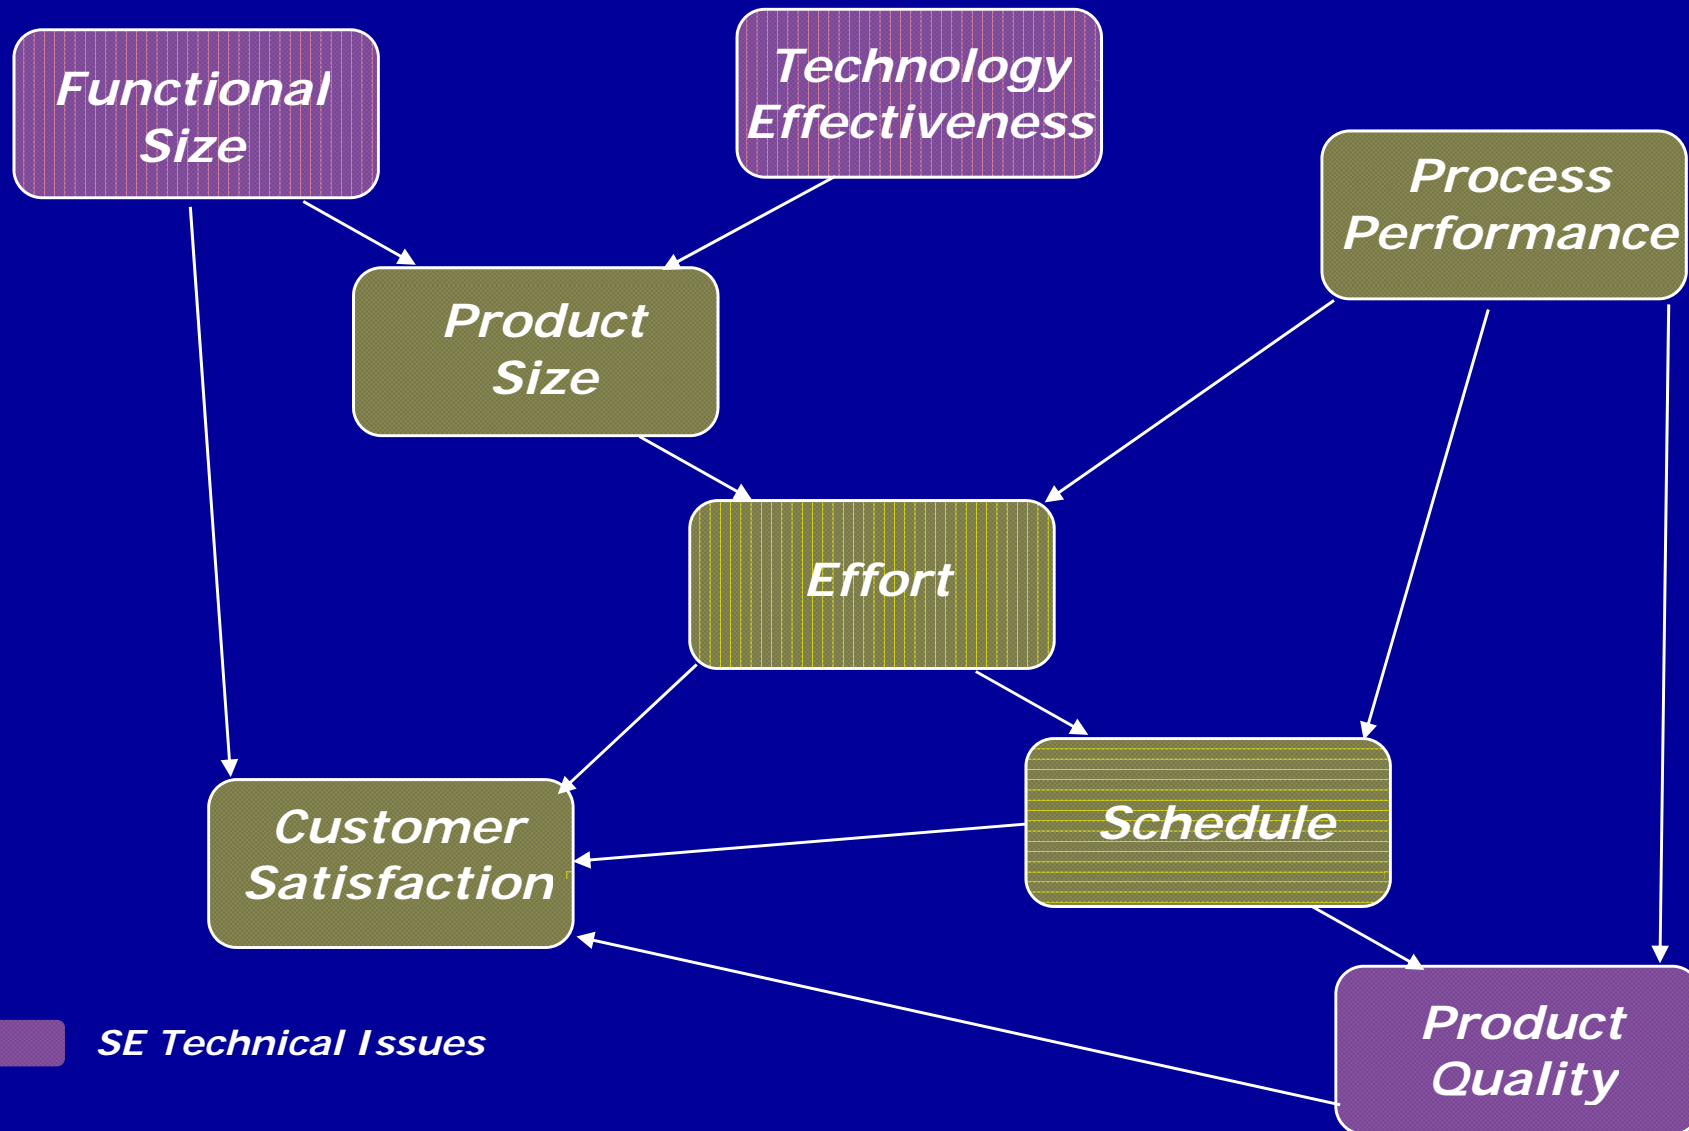 Functional
Size
Technology
Effectiveness
Process
Performance
Product
Size
Effort
Customer
Satisfaction
Schedule
SE Technical Issues
Product
Quality